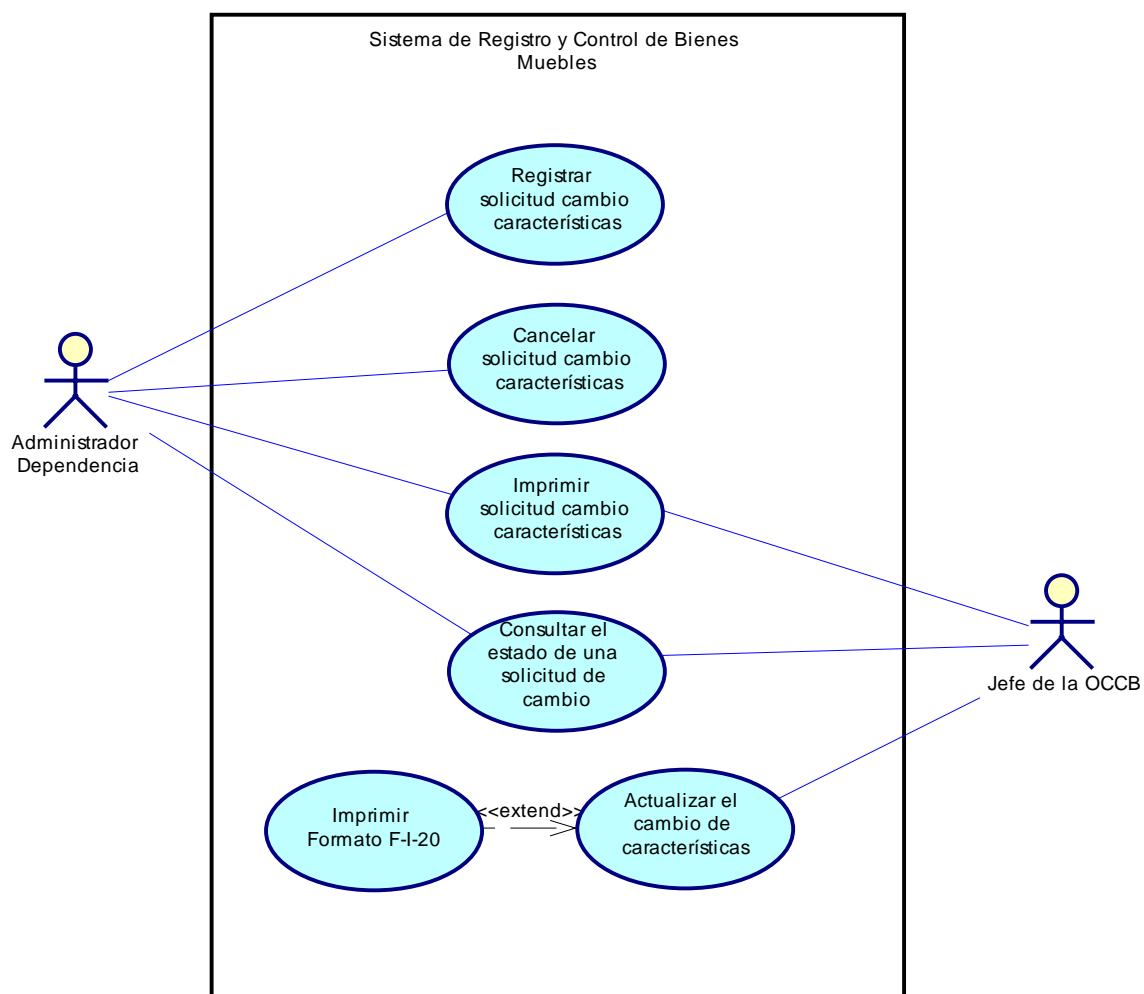 Sistema de Registro y Control de Bienes
Muebles
Registrar
solicitud cambio
características
Cancelar
solicitud cambio
características
Administrador
Dependencia
Imprimir
solicitud cambio
características
Consultar el
estado de una
solicitud de
cambio
Jefe de la OCCB
Imprimir
Formato F-I-20
<<extend>>
Actualizar el
cambio de
características